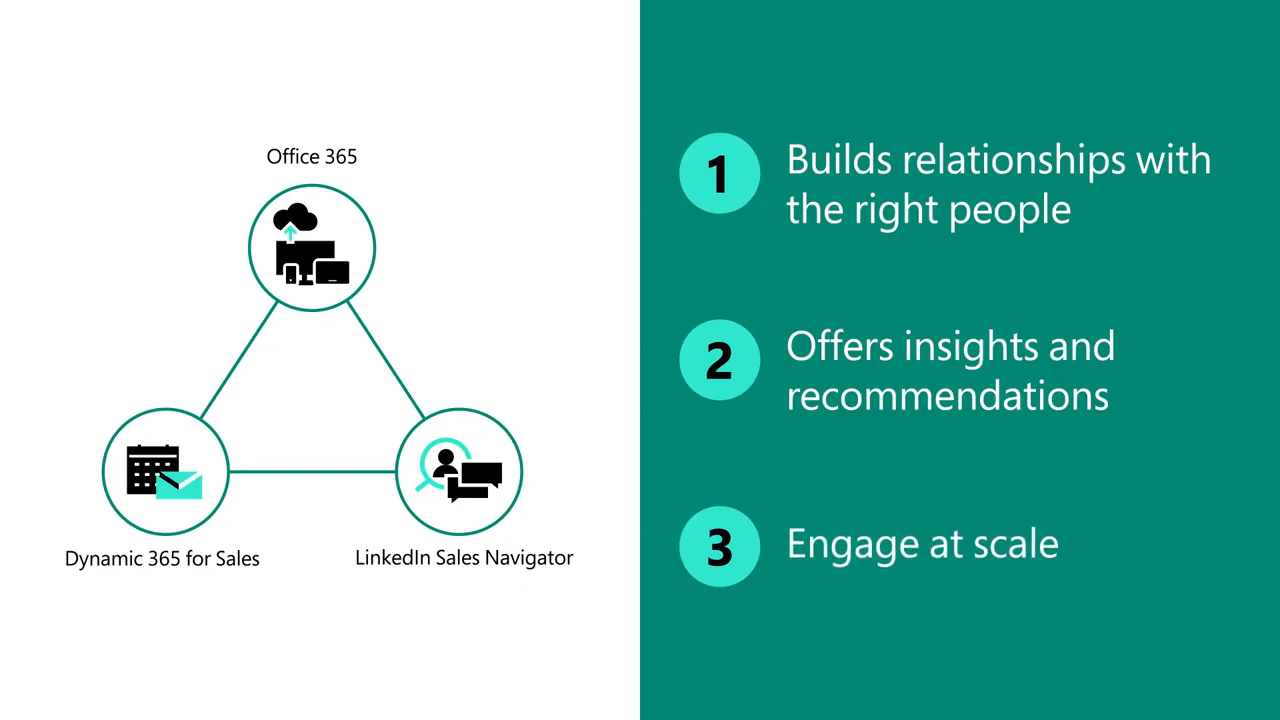 Office 365
Dynamic 365 for Sales
LinkedIn Sales Navigator
1
Builds relationships with
the right people
2
Offers insights and
recommendations
3
Engage at scale